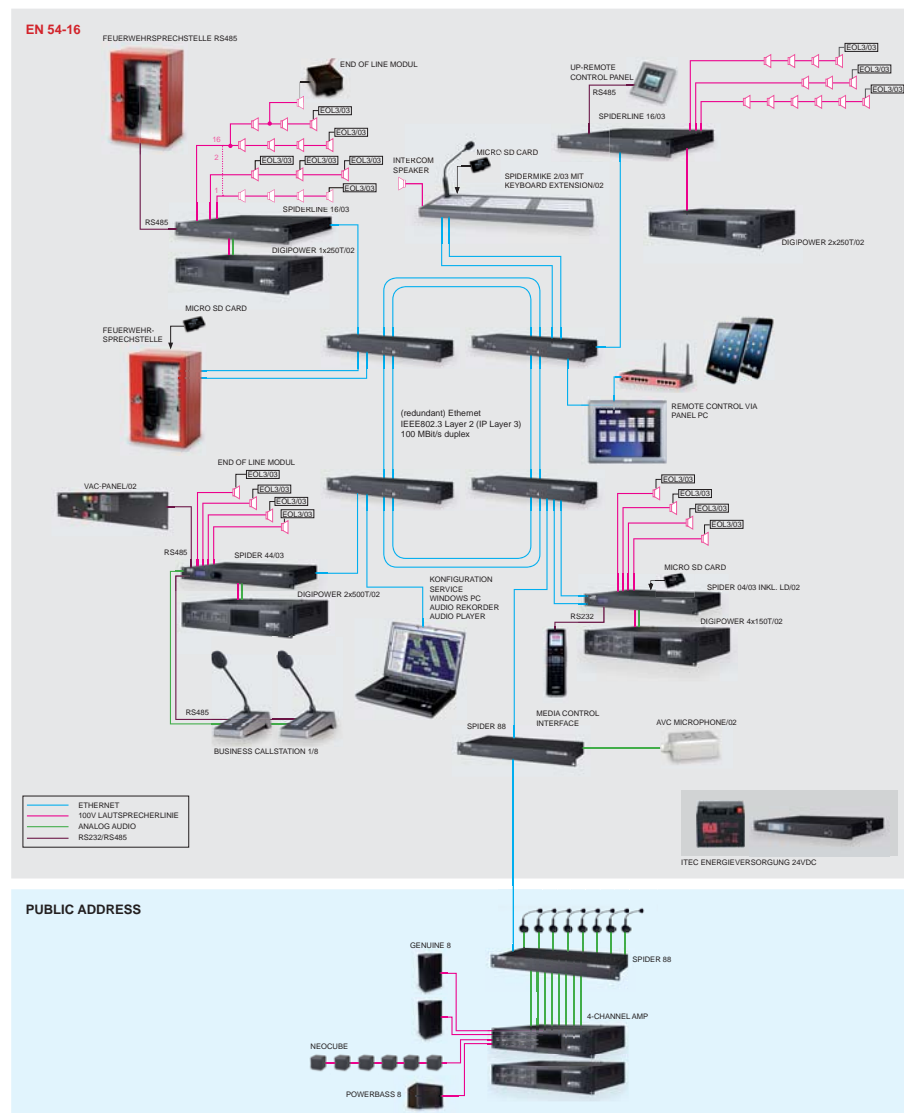 EN 54-16
FEUERWEHRSPRECHSTELLE RS485
END OF LINE MODUL
EOL3/03
16
EOL3/03
2
EOL3/03
EOL3/03
EOL3/03
1
EOL3/03
SPIDERLINE 16/03
RS485
DIGIPOWER 1x250T/02
INTERCOM
SPEAKER
MICRO SD CARD
SPIDERMIKE 2/03 MIT
KEYBOARD EXTENSION/02
UP-REMOTE
CONTROL PANEL
RS485
SPIDERLINE 16/03
EOL3/03
EOL3/03
EOL3/03
DIGIPOWER 2x250T/02
MICRO SD CARD
FEUERWEHR-
SPRECHSTELLE
(redundant) Ethernet
IEEE802.3 Layer 2 (IP Layer 3)
100 MBit/s duplex
REMOTE CONTROL VIA
PANEL PC
END OF LINE MODUL
EOL3/03
EOL3/03
EOL3/03
EOL3/03
VAC-PANEL/02
RS485
SPIDER 44/03
DIGIPOWER 2x500T/02
RS485
BUSINESS CALLSTATION 1/8
KONFIGURATION
SERVICE
WINDOWS PC
AUDIO REKORDER
AUDIO PLAYER
EOL3/03
EOL3/03
EOL3/03
EOL3/03
MICRO SD CARD
SPIDER 04/03 INKL. LD/02
RS232
DIGIPOWER 4x150T/02
MEDIA CONTROL
INTERFACE
SPIDER 88
AVC MICROPHONE/02
ETHERNET
100V LAUTSPRECHERLINIE
ANALOG AUDIO
RS232/RS485
ITEC ENERGIEVERSORGUNG 24VDC
PUBLIC ADDRESS
GENUINE 8
SPIDER 88
4-CHANNEL AMP
NEOCUBE
POWERBASS 8